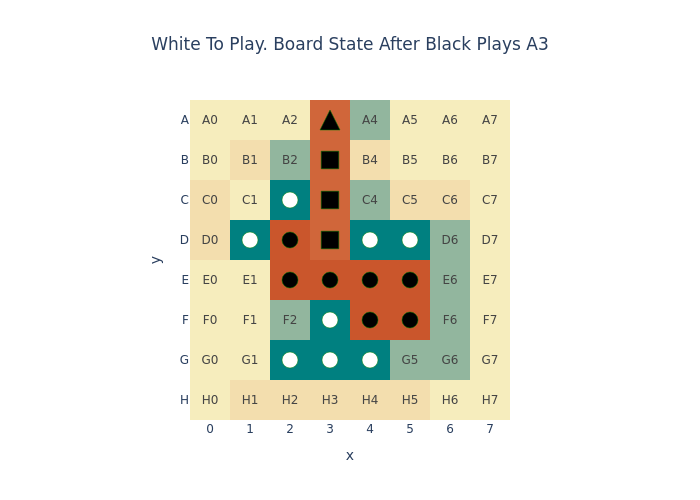 White To Play. Board State After Black Plays A3
A A0 A1 A2 A4 A5 A6 A7
B B0 B1 B2 B4 B5 B6 B7
C C0 C1 C4 C5 C6 C7
D D0 D6 D7
E E0 E1 E6 E7
F F0 F1 F2 F6 F7
G G0 G1 G5 G6 G7
H H0 H1 H2 H3 H4 H5 H6 H7
0 1 2 3 4 5 6 7
x
y